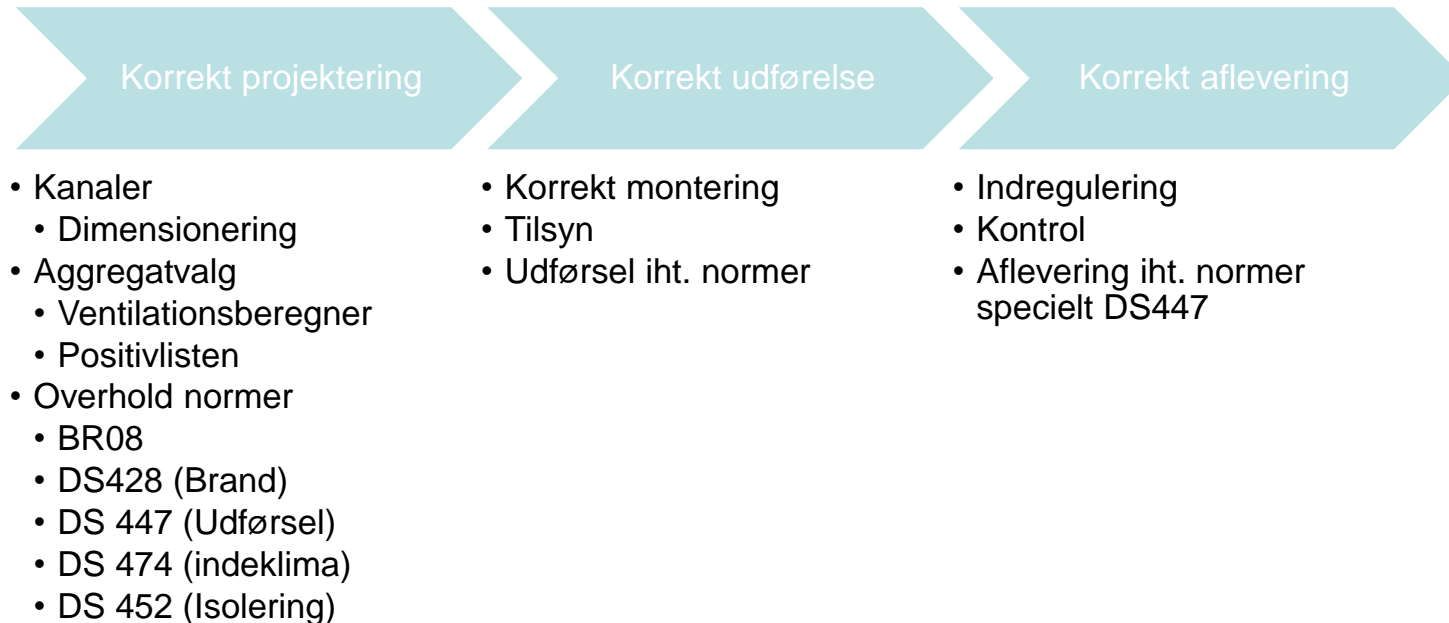 Korrekt projektering
• Kanaler
• Dimensionering
• Aggregatvalg
• Ventilationsberegner
• Positivlisten
• Overhold normer
• BR08
• DS428 (Brand)
• DS 447 (Udførsel)
• DS 474 (indeklima)
• DS 452 (Isolering)
Korrekt udførelse
• Korrekt montering
• Tilsyn
• Udførsel iht. normer
Korrekt aflevering
• Indregulering
• Kontrol
• Aflevering iht. normer
specielt DS447